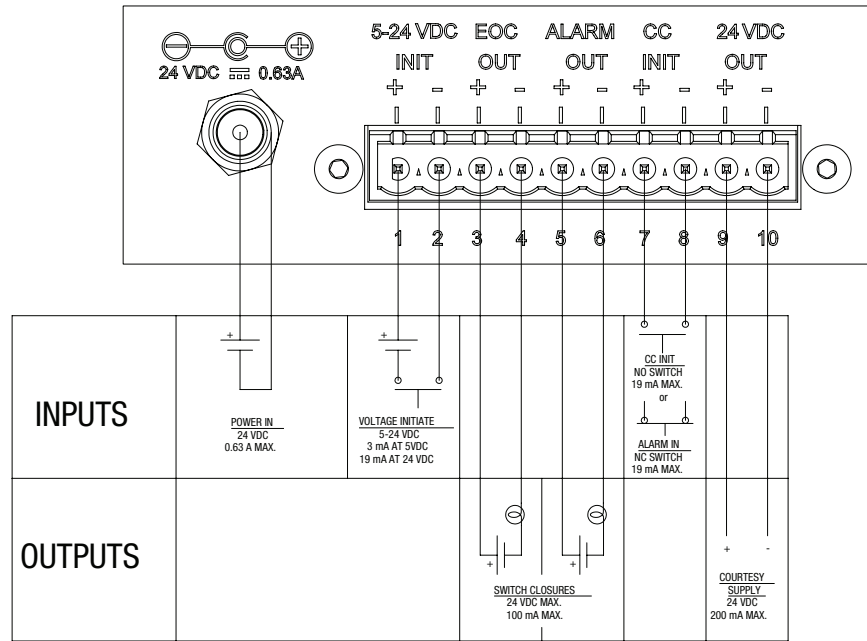 5-24 VDC EOC ALARM CC 24 VDC
INIT OUT OUT INIT OUT
24 VDC ⎓ 0.63A
+ - + - + - + - + -
1 2 3 4 5 6 7 8 9 10
INPUTS
+
POWER IN
24 VDC
0.63 A MAX.
+
VOLTAGE INITIATE
5-24 VDC
3 mA AT 5VDC
19 mA AT 24 VDC
CC INIT
NO SWITCH
19 mA MAX.
or
ALARM IN
NC SWITCH
19 mA MAX.
OUTPUTS
+ +
SWITCH CLOSURES
24 VDC MAX.
100 mA MAX.
+ -
COURTESY
SUPPLY
24 VDC
200 mA MAX.